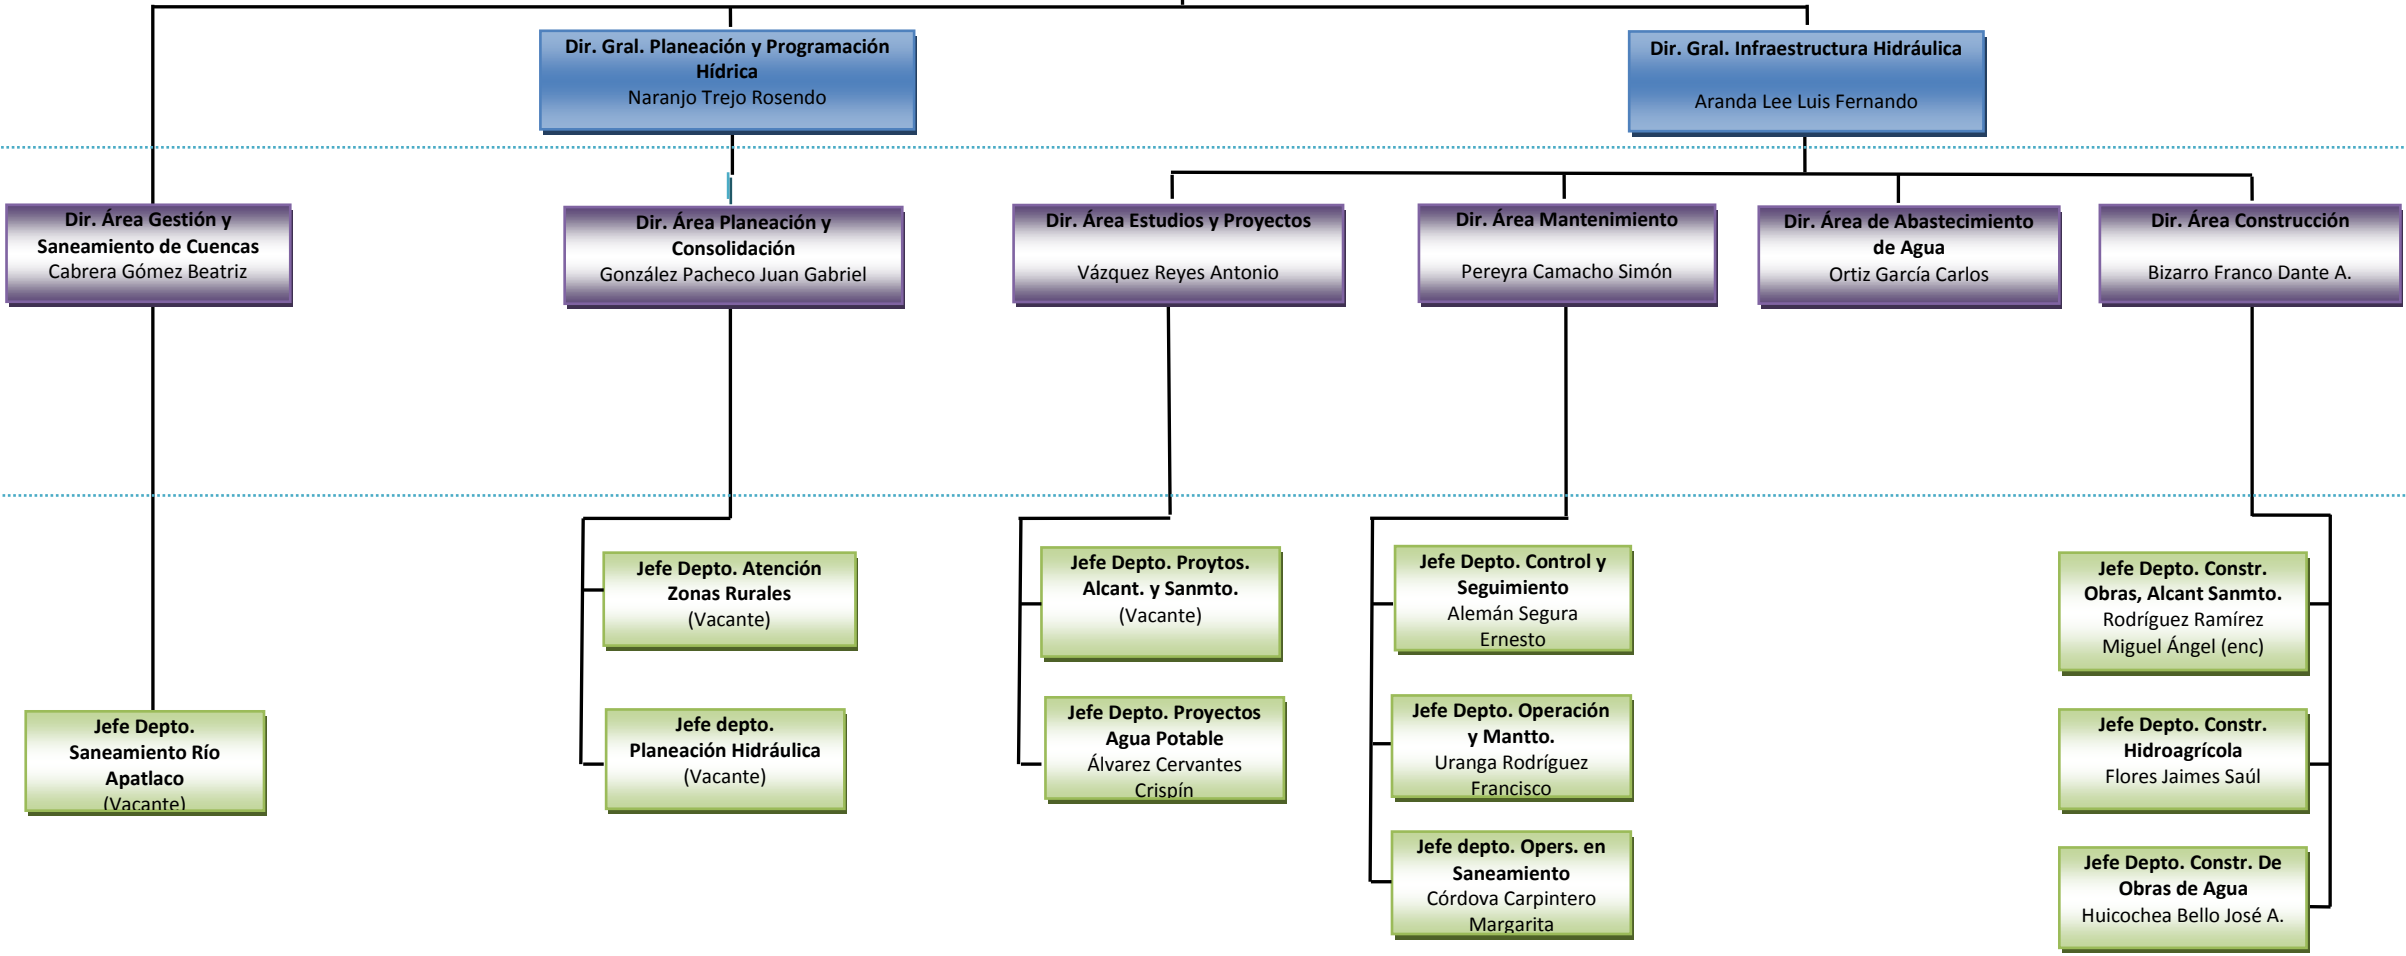 Dir. Gral. Planeación y Programación
Hídrica
Naranjo Trejo Rosendo
Dir. Gral. Infraestructura Hidráulica
Aranda Lee Luis Fernando
Dir. Área Gestión y
Saneamiento de Cuencas
Cabrera Gómez Beatriz
Dir. Área Planeación y
Consolidación
González Pacheco Juan Gabriel
Dir. Área Estudios y Proyectos
Vázquez Reyes Antonio
Dir. Área Mantenimiento
Pereyra Camacho Simón
Dir. Área de Abastecimiento
de Agua
Ortiz García Carlos
Dir. Área Construcción
Bizarro Franco Dante A.
Jefe Depto.
Saneamiento Río
Apatlaco
(Vacante)
Jefe Depto. Atención
Zonas Rurales
(Vacante)
Jefe depto.
Planeación Hidráulica
(Vacante)
Jefe Depto. Proytos.
Alcant. y Sanmto.
(Vacante)
Jefe Depto. Proyectos
Agua Potable
Álvarez Cervantes
Crispín
Jefe Depto. Control y
Seguimiento
Alemán Segura
Ernesto
Jefe Depto. Operación
y Mantto.
Uranga Rodríguez
Francisco
Jefe depto. Opers. en
Saneamiento
Córdova Carpintero
Margarita
Jefe Depto. Constr.
Obras, Alcant Sanmto.
Rodríguez Ramírez
Miguel Ángel (enc)
Jefe Depto. Constr.
Hidroagrícola
Flores Jaimes Saúl
Jefe Depto. Constr. De
Obras de Agua
Huicochea Bello José A.